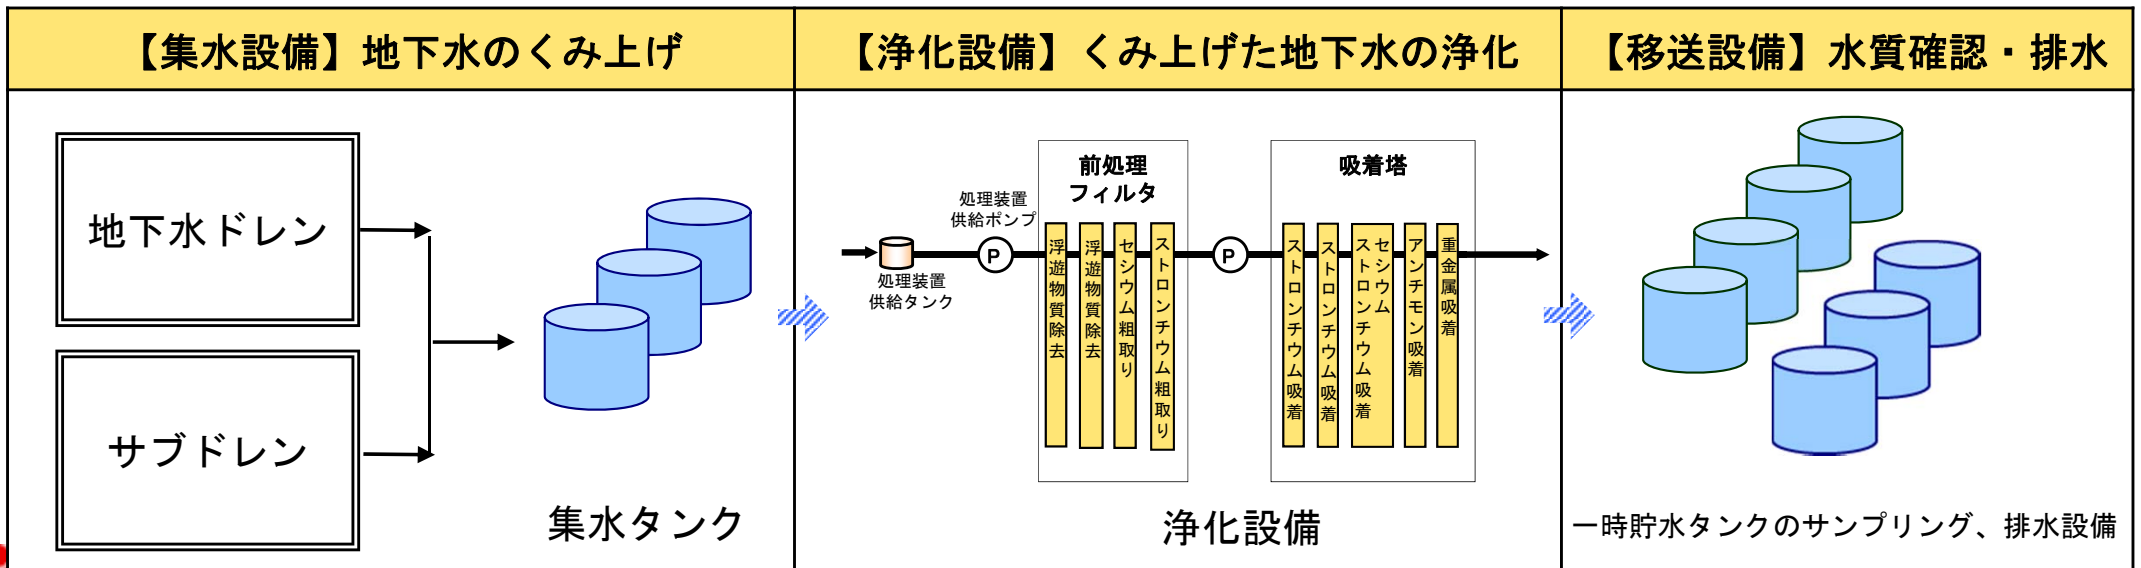 【集水設備】地下水のくみ上げ
【浄化設備】くみ上げた地下水の浄化
【移送設備】水質確認・排水
地下水ドレン
サブドレン
集水タンク
処理装置
供給タンク
処理装置
供給ポンプ
P
前処理
フィルタ
浮遊物質除去
浮遊物質除去
セシウム粗取り
ストロンチウム粗取り
P
吸着塔
ストロンチウム吸着
ストロンチウム吸着
セシウム
ストロンチウム吸着
アンチモン吸着
重金属吸着
浄化設備
一時貯水タンクのサンプリング、排水設備